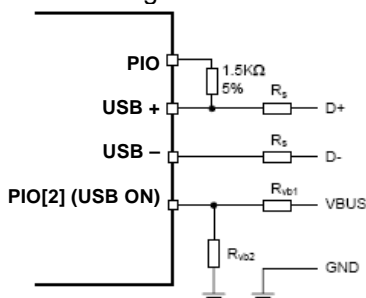 PIO
1.5KΩ
5%
Rs
USB + D+
Rs
USB – D-
PIO[2] (USB ON)
Rvb1
VBUS
Rvb2
GND